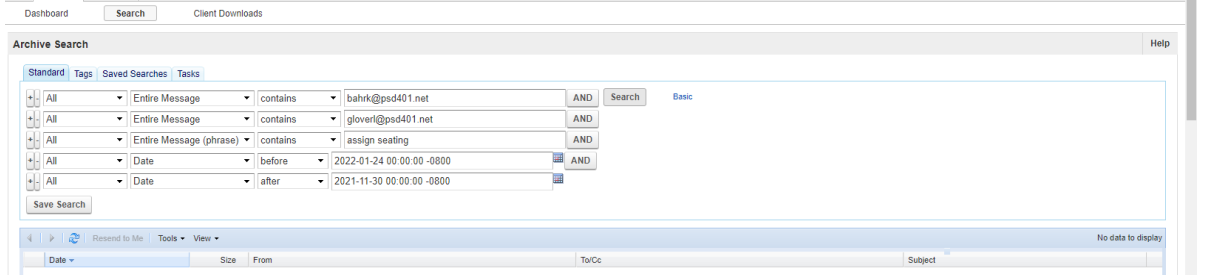 Dashboard Search Client Downloads
Archive Search Help
Standard Tags Saved Searches Tasks
+ - All Entire Message contains bahrk@psd401.net AND Search Basic
+ - All Entire Message contains gloverl@psd401.net AND
+ - All Entire Message (phrase) contains assign seating AND
+ - All Date before 2022-01-24 00:00:00 -0800 AND
+ - All Date after 2021-11-30 00:00:00 -0800
Save Search
Resend to Me Tools View No data to display
Date Size From To/Cc Subject